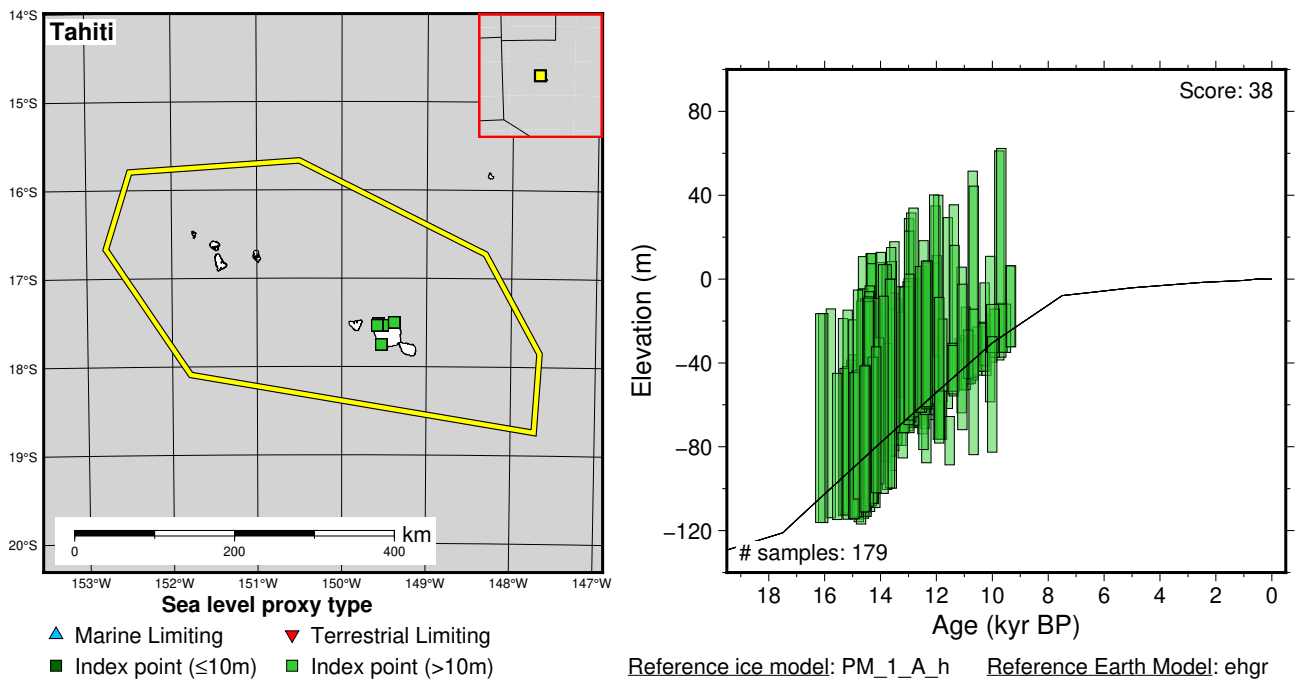 Tahiti
14°S
15°S
16°S
17°S
18°S
19°S
20°S
153°W 152°W 151°W 150°W 149°W 148°W 147°W
km
0 200 400
Sea level proxy type
Marine Limiting Terrestrial Limiting
Index point (≤10m) Index point (>10m)
Score: 38
Elevation (m)
80
40
0
−40
−80
−120
# samples: 179
18 16 14 12 10 8 6 4 2 0
Age (kyr BP)
Reference ice model: PM_1_A_h Reference Earth Model: ehgr